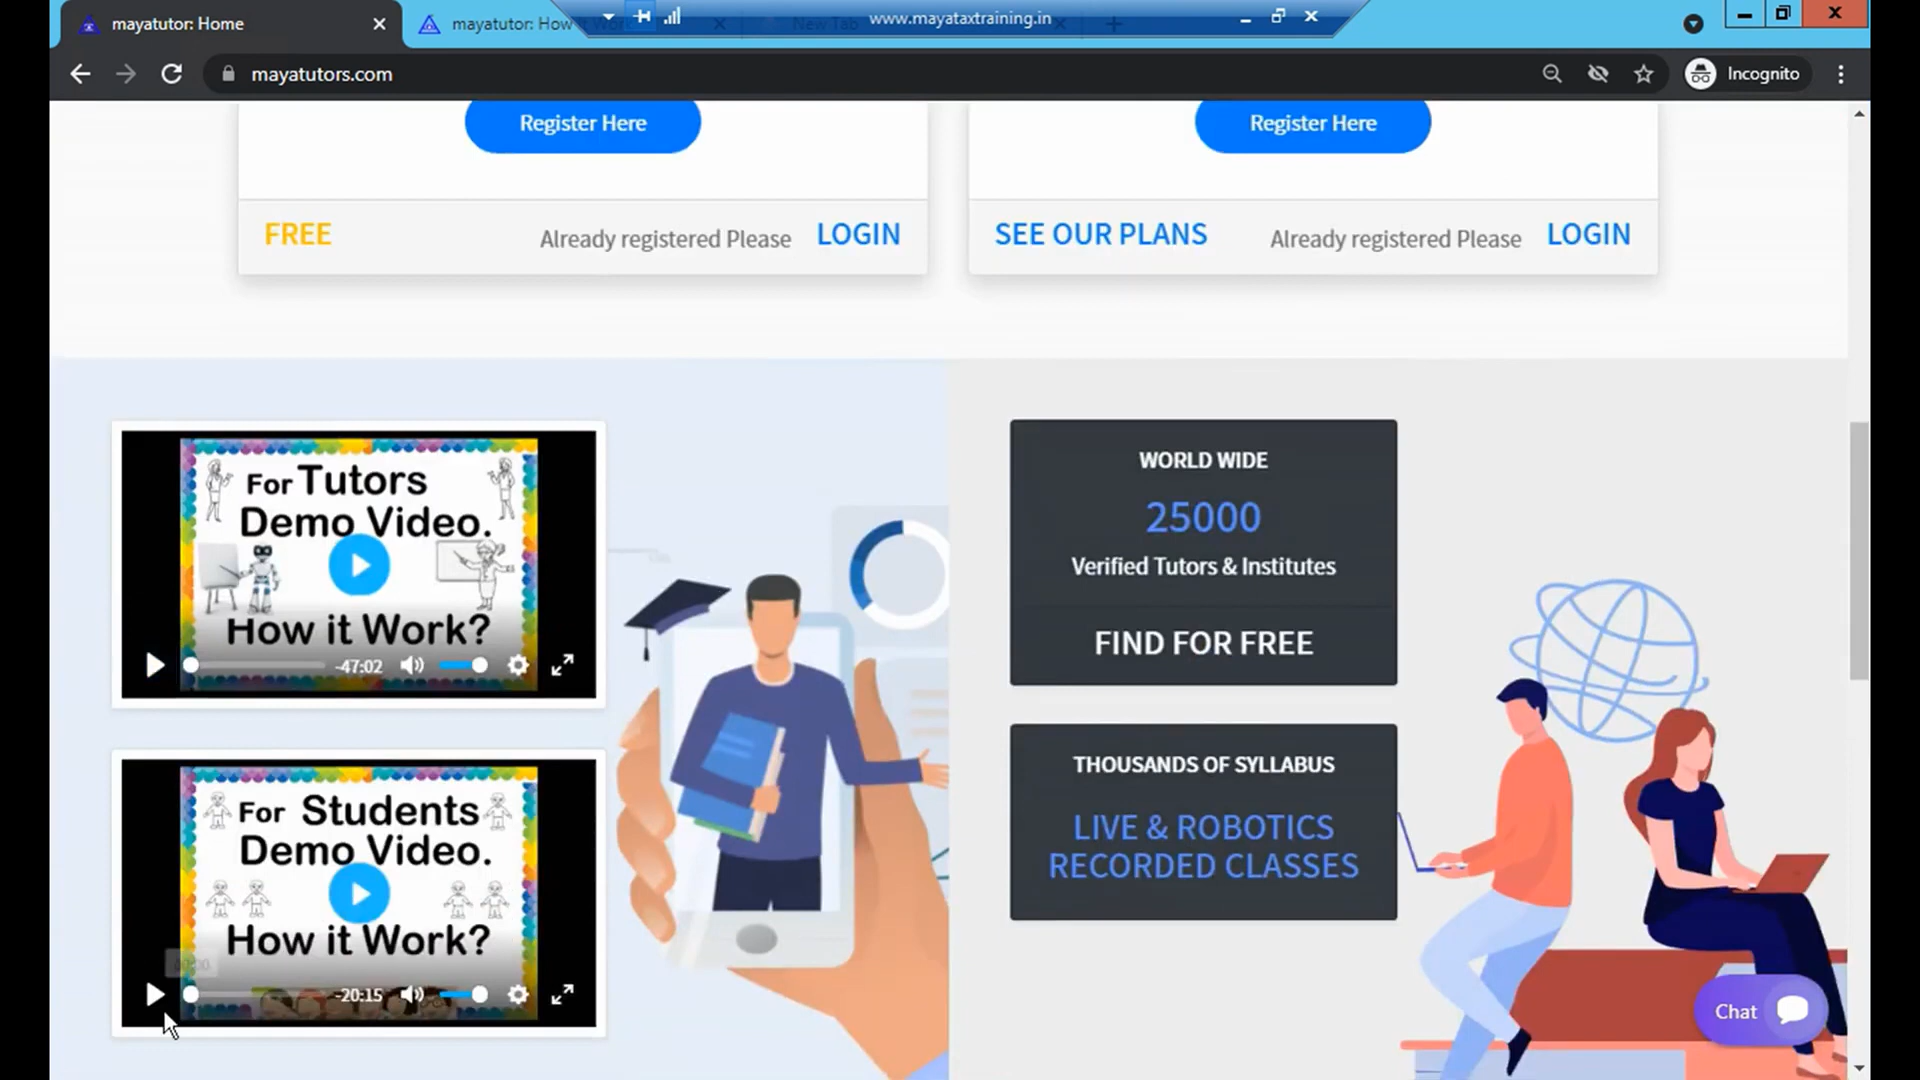 mayatutor: Home
mayatutor: How
New Tab
www.mayataxtraining.in
mayatutors.com
Incognito
Register Here
Register Here
FREE
Already registered Please
LOGIN
SEE OUR PLANS
Already registered Please
LOGIN
For Tutors
Demo Video.
How it Work?
-47:02
For Students
Demo Video.
How it Work?
-20:15
WORLD WIDE
25000
Verified Tutors & Institutes
FIND FOR FREE
THOUSANDS OF SYLLABUS
LIVE & ROBOTICS
RECORDED CLASSES
Chat